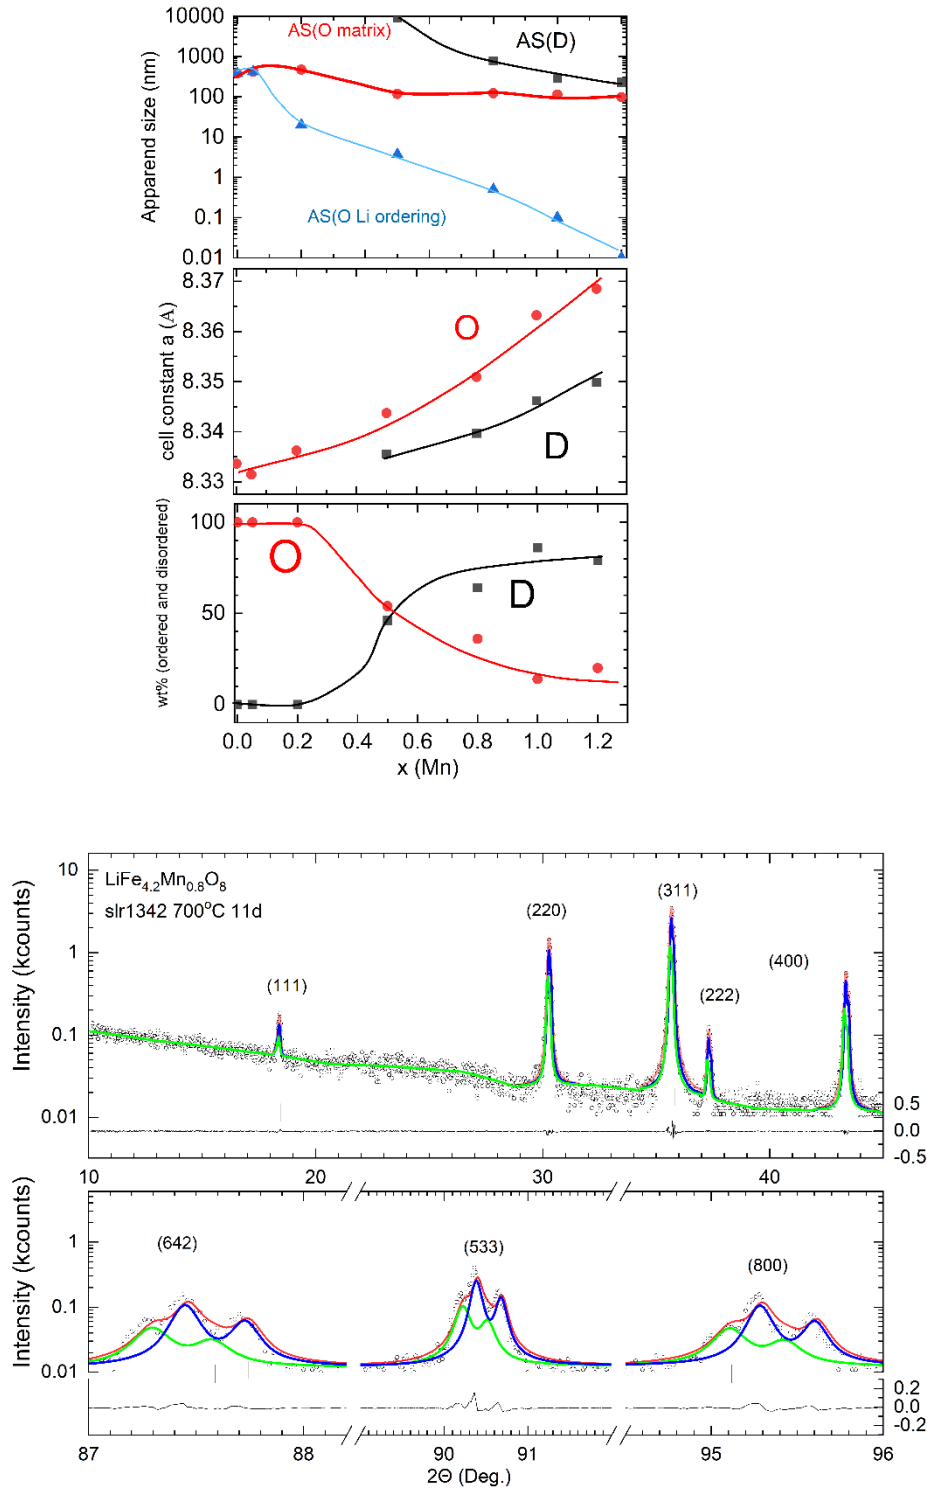 10000
1000
100
10
1
0.1
0.01
Apparend size (nm)
AS(O matrix)
AS(D)
AS(O Li ordering)
8.37
8.36
8.35
8.34
8.33
cell constant a (A)
O
D
100
50
0
wt% (ordered and disordered)
O
D
0.0 0.2 0.4 0.6 0.8 1.0 1.2
x (Mn)
10
1
0.1
0.01
Intensity (kcounts)
LiFe4.2Mn0.8O8
slr1342 700oC 11d
(111)
(220)
(311)
(222)
(400)
0.5
0.0
-0.5
10 20 30 40
1
0.1
0.01
Intensity (kcounts)
(642)
(533)
(800)
0.2
0.0
-0.2
87 88 90 91 95 96
2Θ (Deg.)